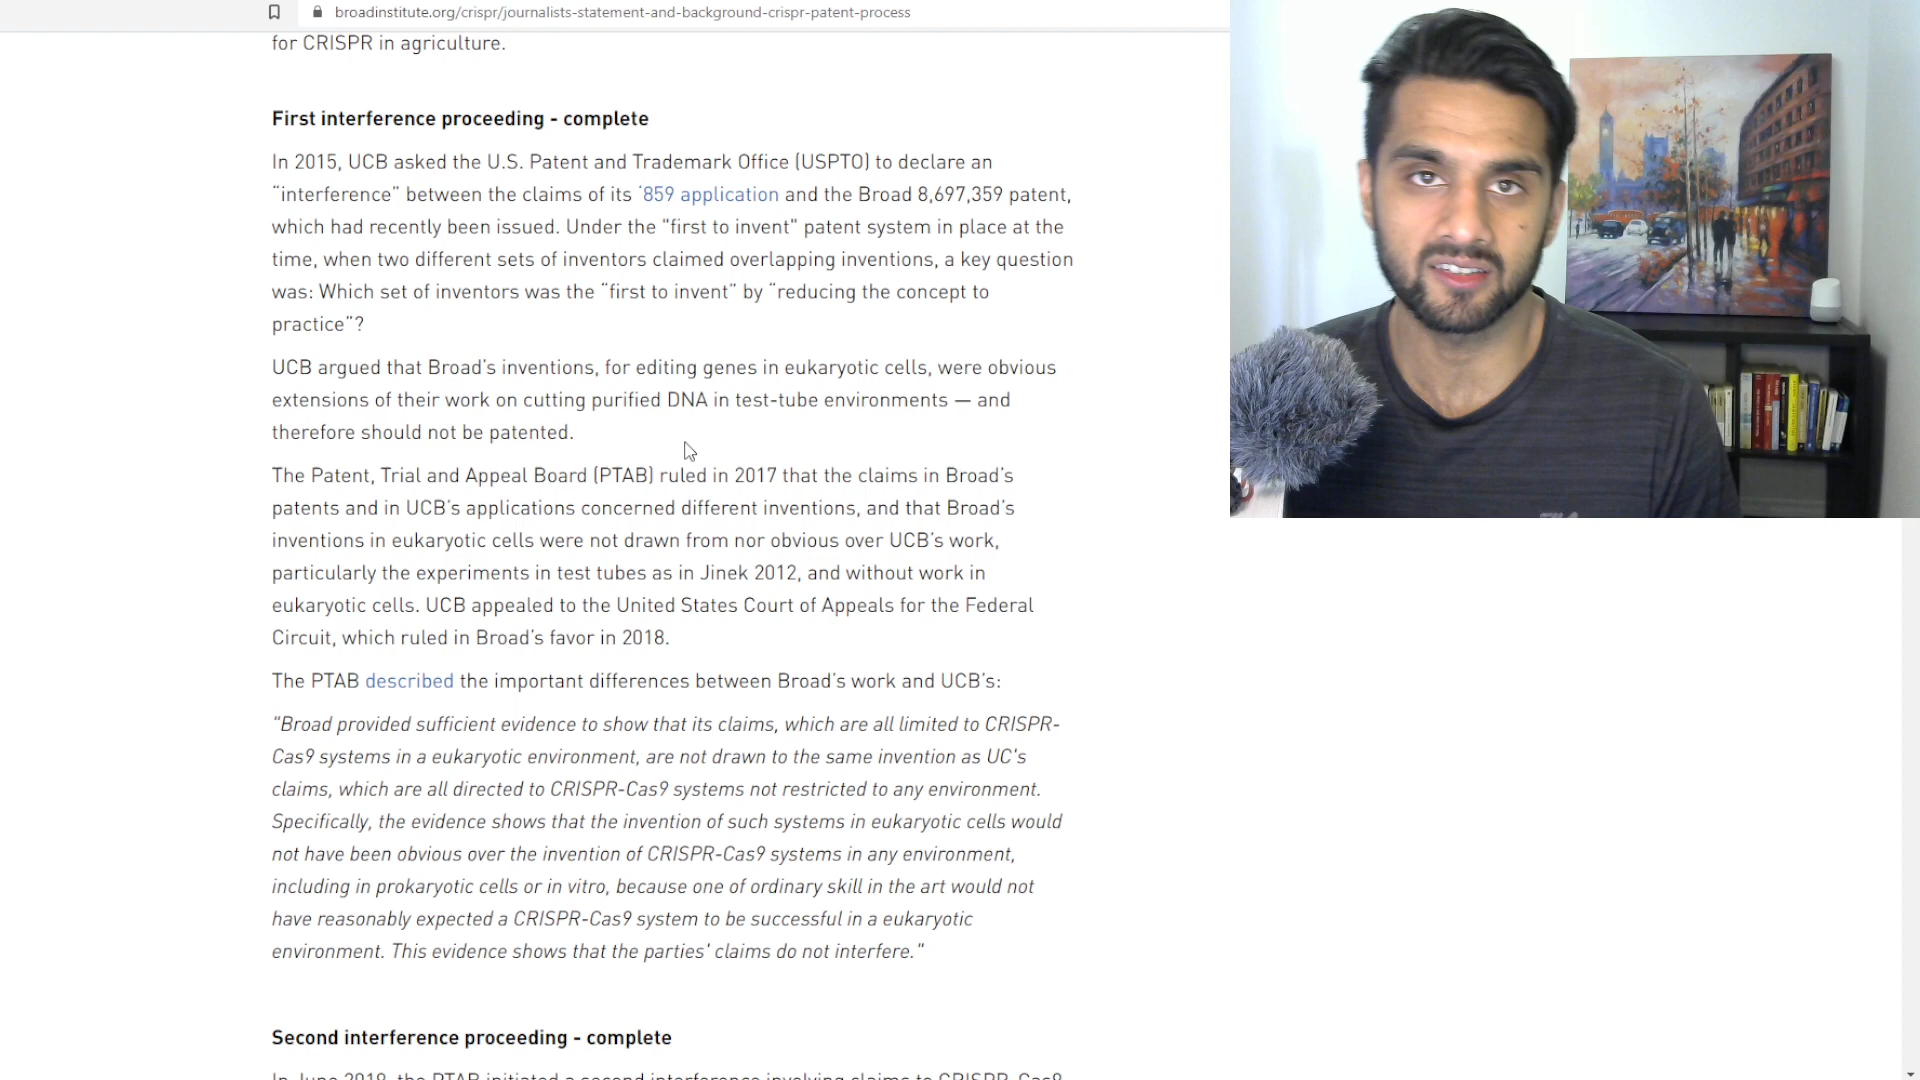 broadinstitute.org/crispr/journalists-statement-and-background-crispr-patent-process
for CRISPR in agriculture.
First interference proceeding - complete
In 2015, UCB asked the U.S. Patent and Trademark Office (USPTO) to declare an
“interference” between the claims of its ‘859 application and the Broad 8,697,359 patent,
which had recently been issued. Under the "first to invent" patent system in place at the
time, when two different sets of inventors claimed overlapping inventions, a key question
was: Which set of inventors was the “first to invent” by “reducing the concept to
practice”?
UCB argued that Broad’s inventions, for editing genes in eukaryotic cells, were obvious
extensions of their work on cutting purified DNA in test-tube environments — and
therefore should not be patented.
The Patent, Trial and Appeal Board (PTAB) ruled in 2017 that the claims in Broad’s
patents and in UCB’s applications concerned different inventions, and that Broad’s
inventions in eukaryotic cells were not drawn from nor obvious over UCB’s work,
particularly the experiments in test tubes as in Jinek 2012, and without work in
eukaryotic cells. UCB appealed to the United States Court of Appeals for the Federal
Circuit, which ruled in Broad’s favor in 2018.
The PTAB described the important differences between Broad’s work and UCB’s:
"Broad provided sufficient evidence to show that its claims, which are all limited to CRISPR-
Cas9 systems in a eukaryotic environment, are not drawn to the same invention as UC's
claims, which are all directed to CRISPR-Cas9 systems not restricted to any environment.
Specifically, the evidence shows that the invention of such systems in eukaryotic cells would
not have been obvious over the invention of CRISPR-Cas9 systems in any environment,
including in prokaryotic cells or in vitro, because one of ordinary skill in the art would not
have reasonably expected a CRISPR-Cas9 system to be successful in a eukaryotic
environment. This evidence shows that the parties' claims do not interfere."
Second interference proceeding - complete
In June 2019, the PTAB initiated a second interference involving claims to CRISPR-Cas9